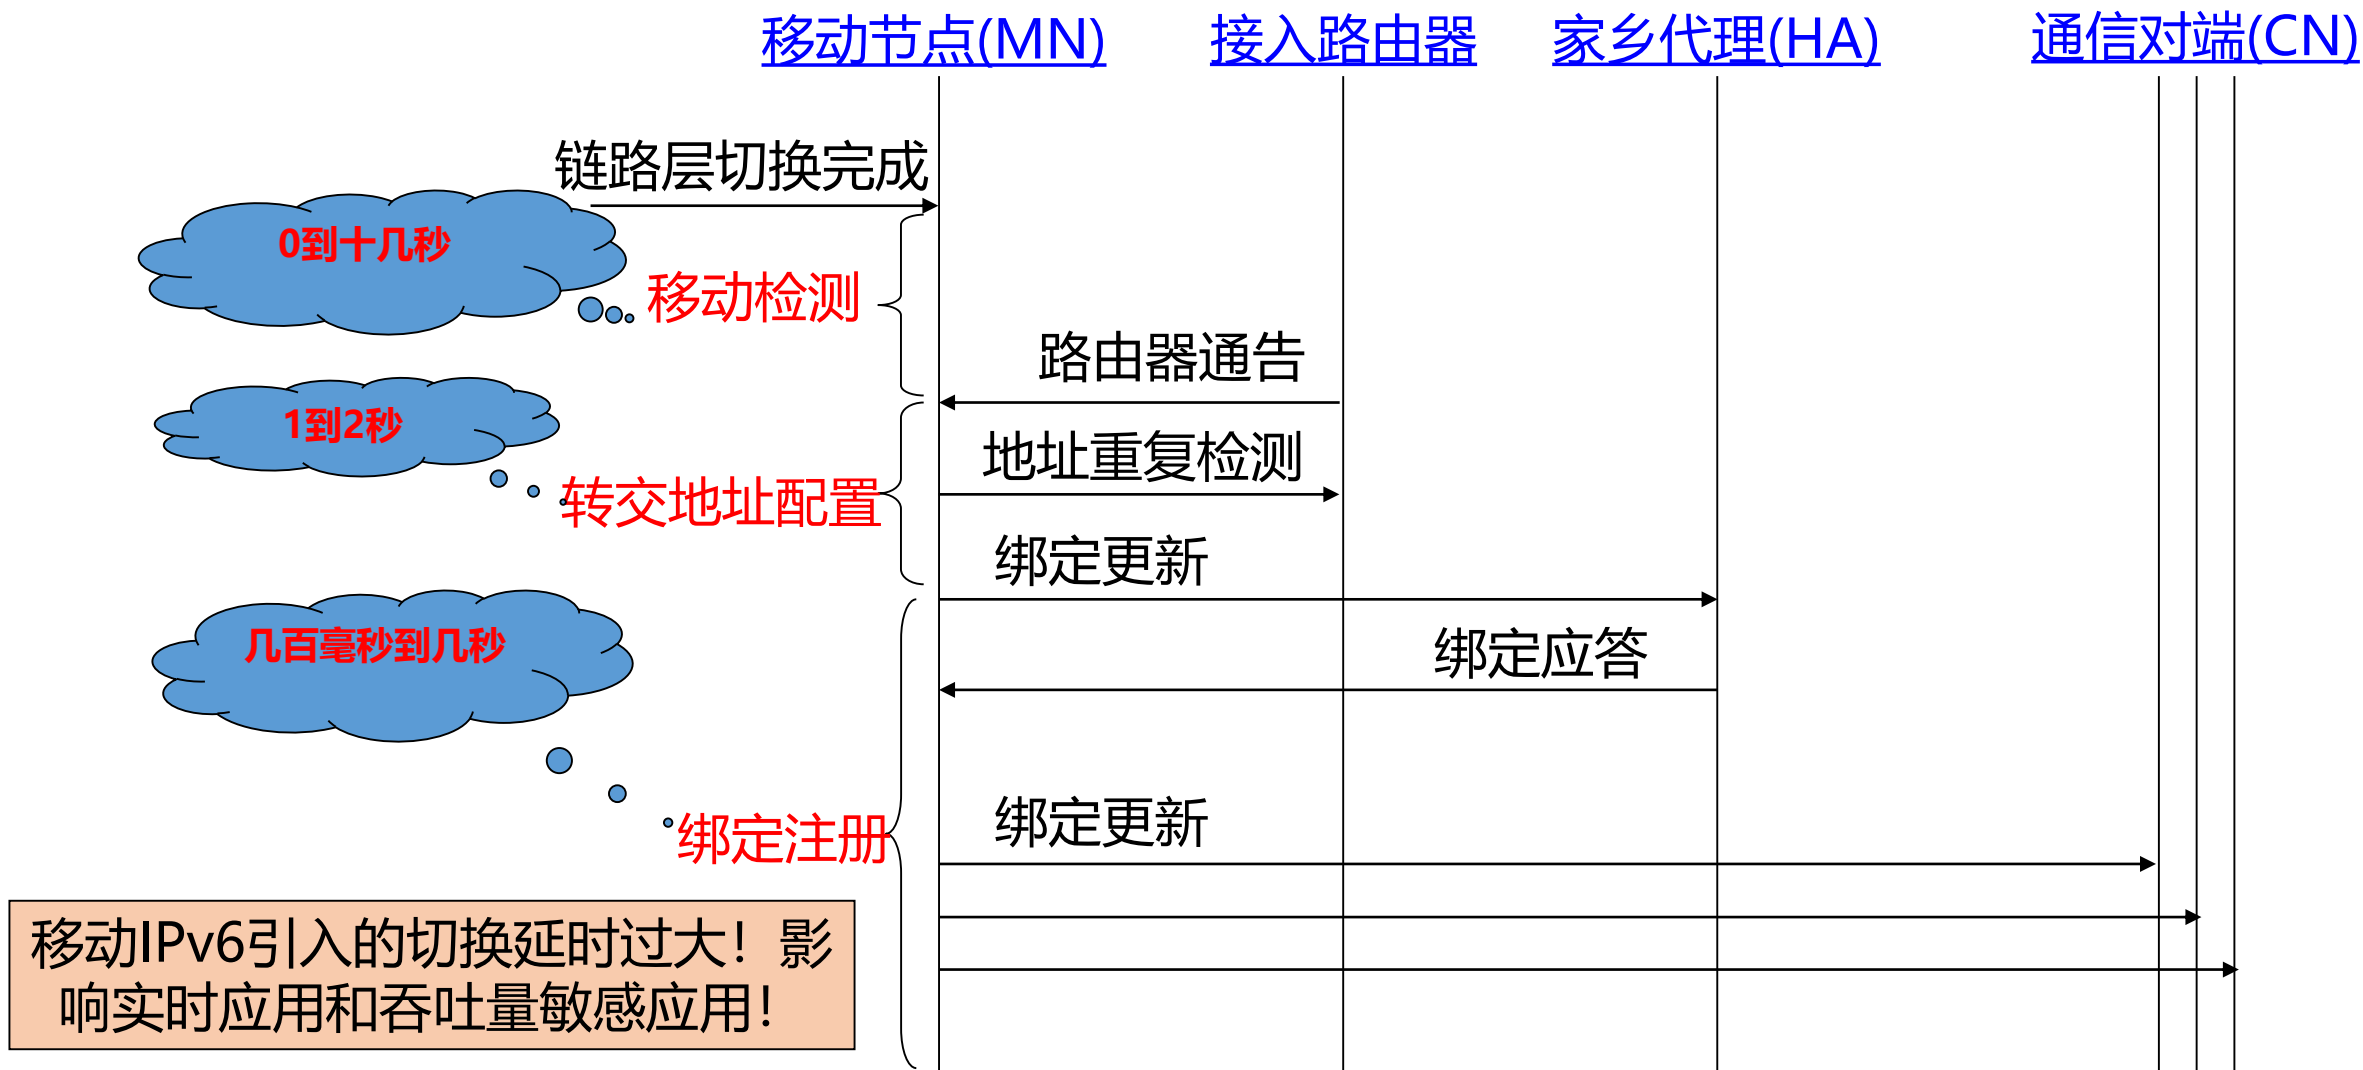 移动节点(MN)
接入路由器
家乡代理(HA)
通信对端(CN)
链路层切换完成
0到十几秒
移动检测
路由器通告
1到2秒
地址重复检测
转交地址配置
绑定更新
几百毫秒到几秒
绑定应答
绑定更新
绑定注册
移动IPv6引入的切换延时过大！影
响实时应用和吞吐量敏感应用！